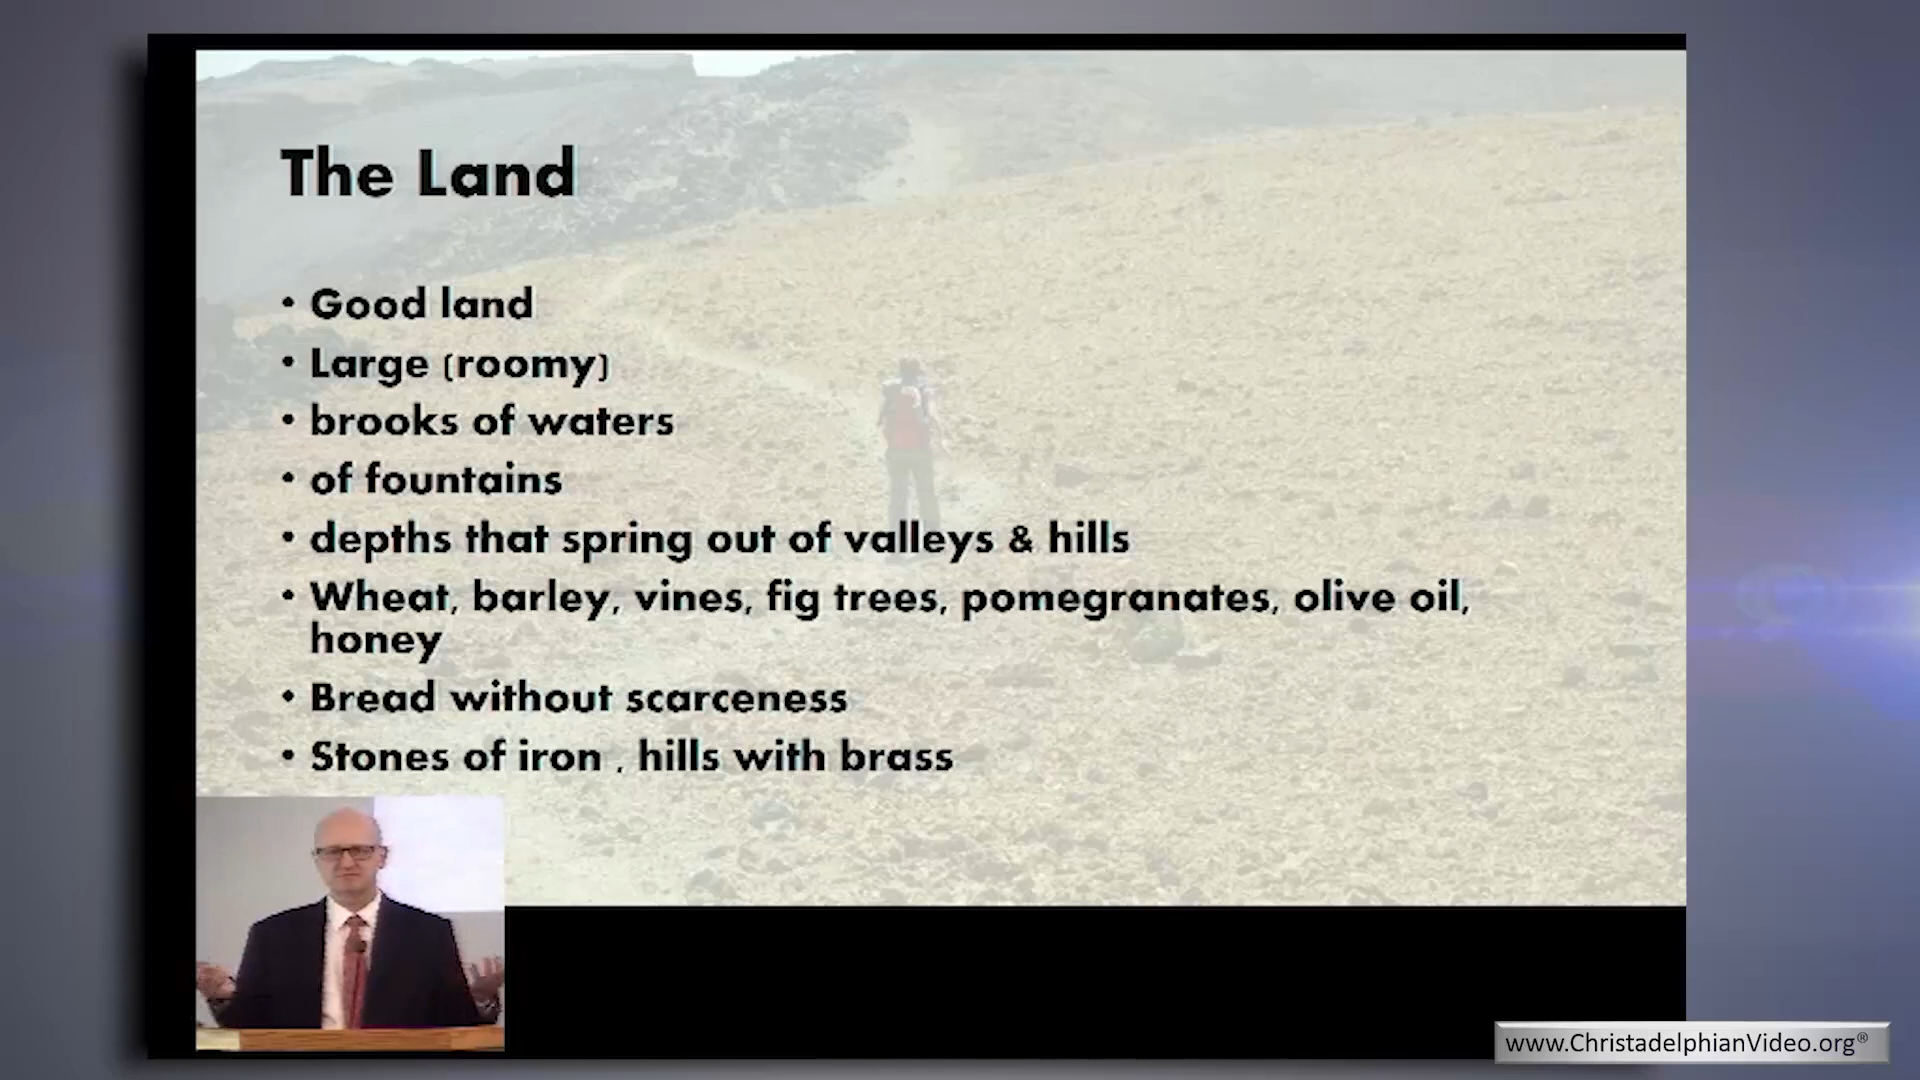 The Land
• Good land
• Large (roomy)
• brooks of waters
• of fountains
• depths that spring out of valleys & hills
• Wheat, barley, vines, fig trees, pomegranates, olive oil,
honey
• Bread without scarceness
• Stones of iron , hills with brass
www.ChristadelphianVideo.org®